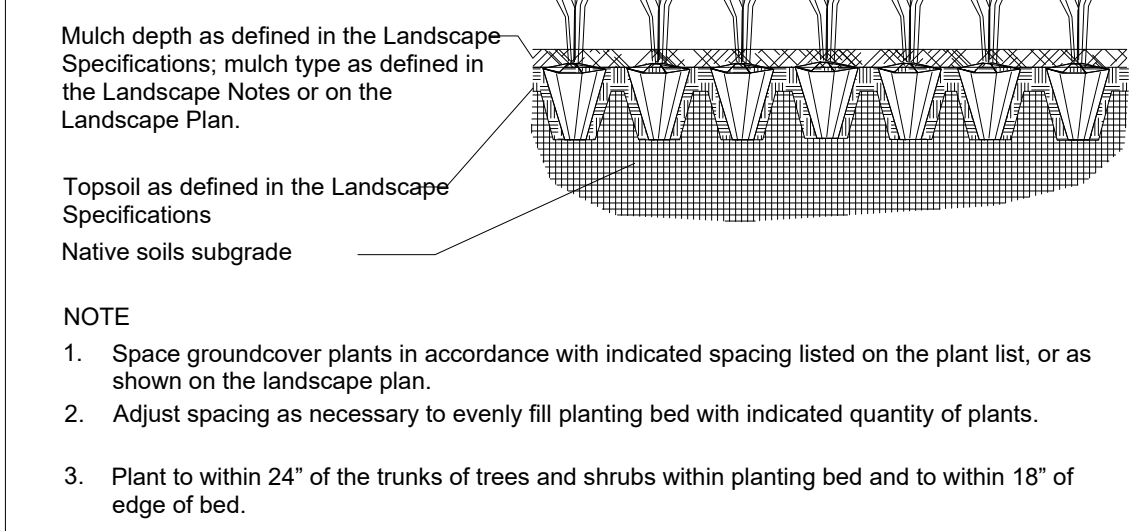 Mulch depth as defined in the Landscape
Specifications; mulch type as defined in
the Landscape Notes or on the
Landscape Plan.
Topsoil as defined in the Landscape
Specifications
Native soils subgrade
NOTE
1. Space groundcover plants in accordance with indicated spacing listed on the plant list, or as
shown on the landscape plan.
2. Adjust spacing as necessary to evenly fill planting bed with indicated quantity of plants.
3. Plant to within 24” of the trunks of trees and shrubs within planting bed and to within 18” of
edge of bed.